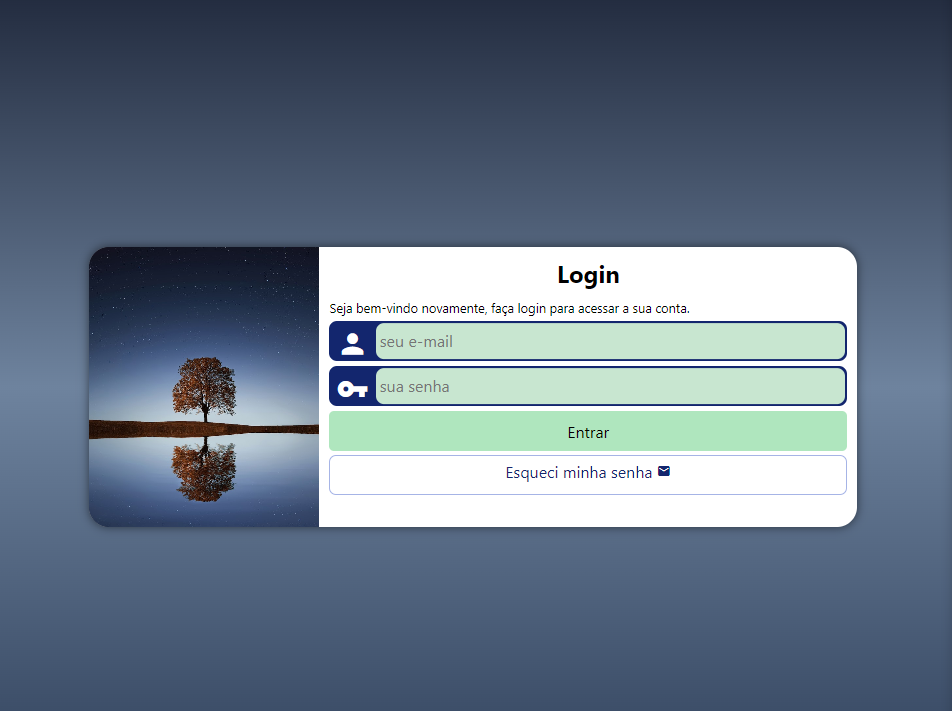 Login
Seja bem-vindo novamente, faça login para acessar a sua conta.
seu e-mail
sua senha
Entrar
Esqueci minha senha